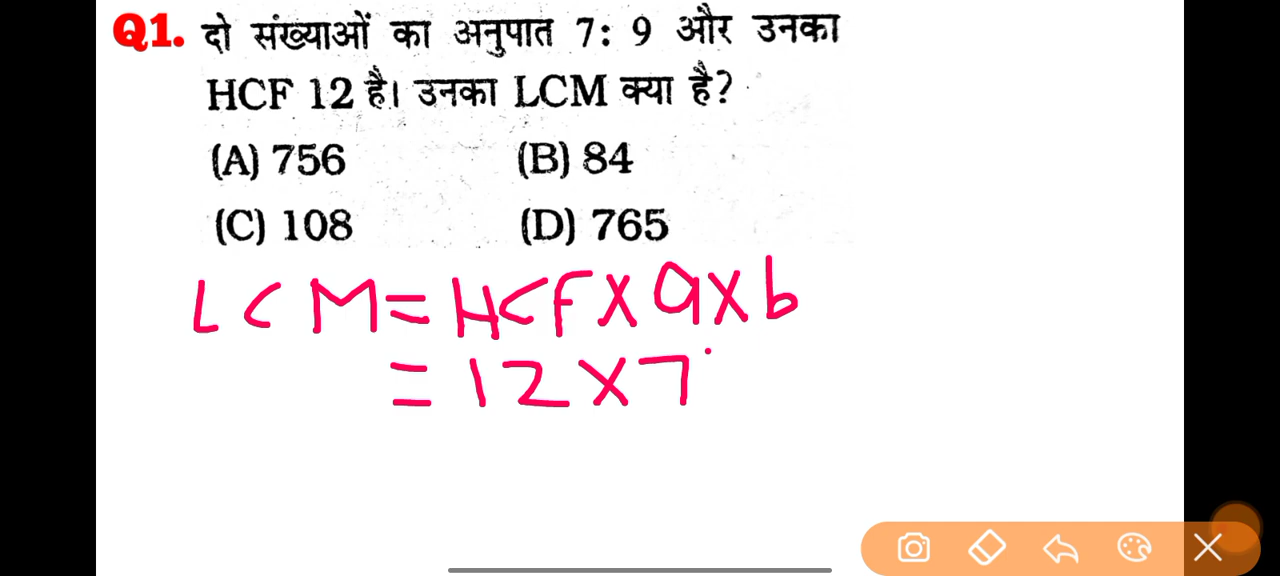 Q1. दो संख्याओं का अनुपात 7: 9 और उनका
HCF 12 है। उनका LCM क्या है?
(A) 756 (B) 84
(C) 108 (D) 765
LCM = HCF X a X b
= 12 X 7